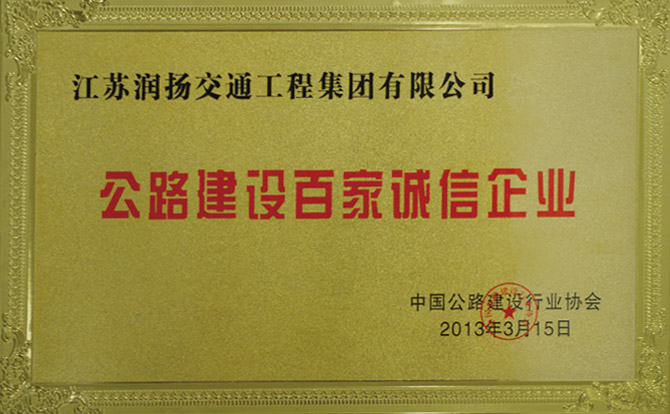 江苏润扬交通工程集团有限公司
公路建设百家诚信企业
中国公路建设行业协会
2013年3月15日